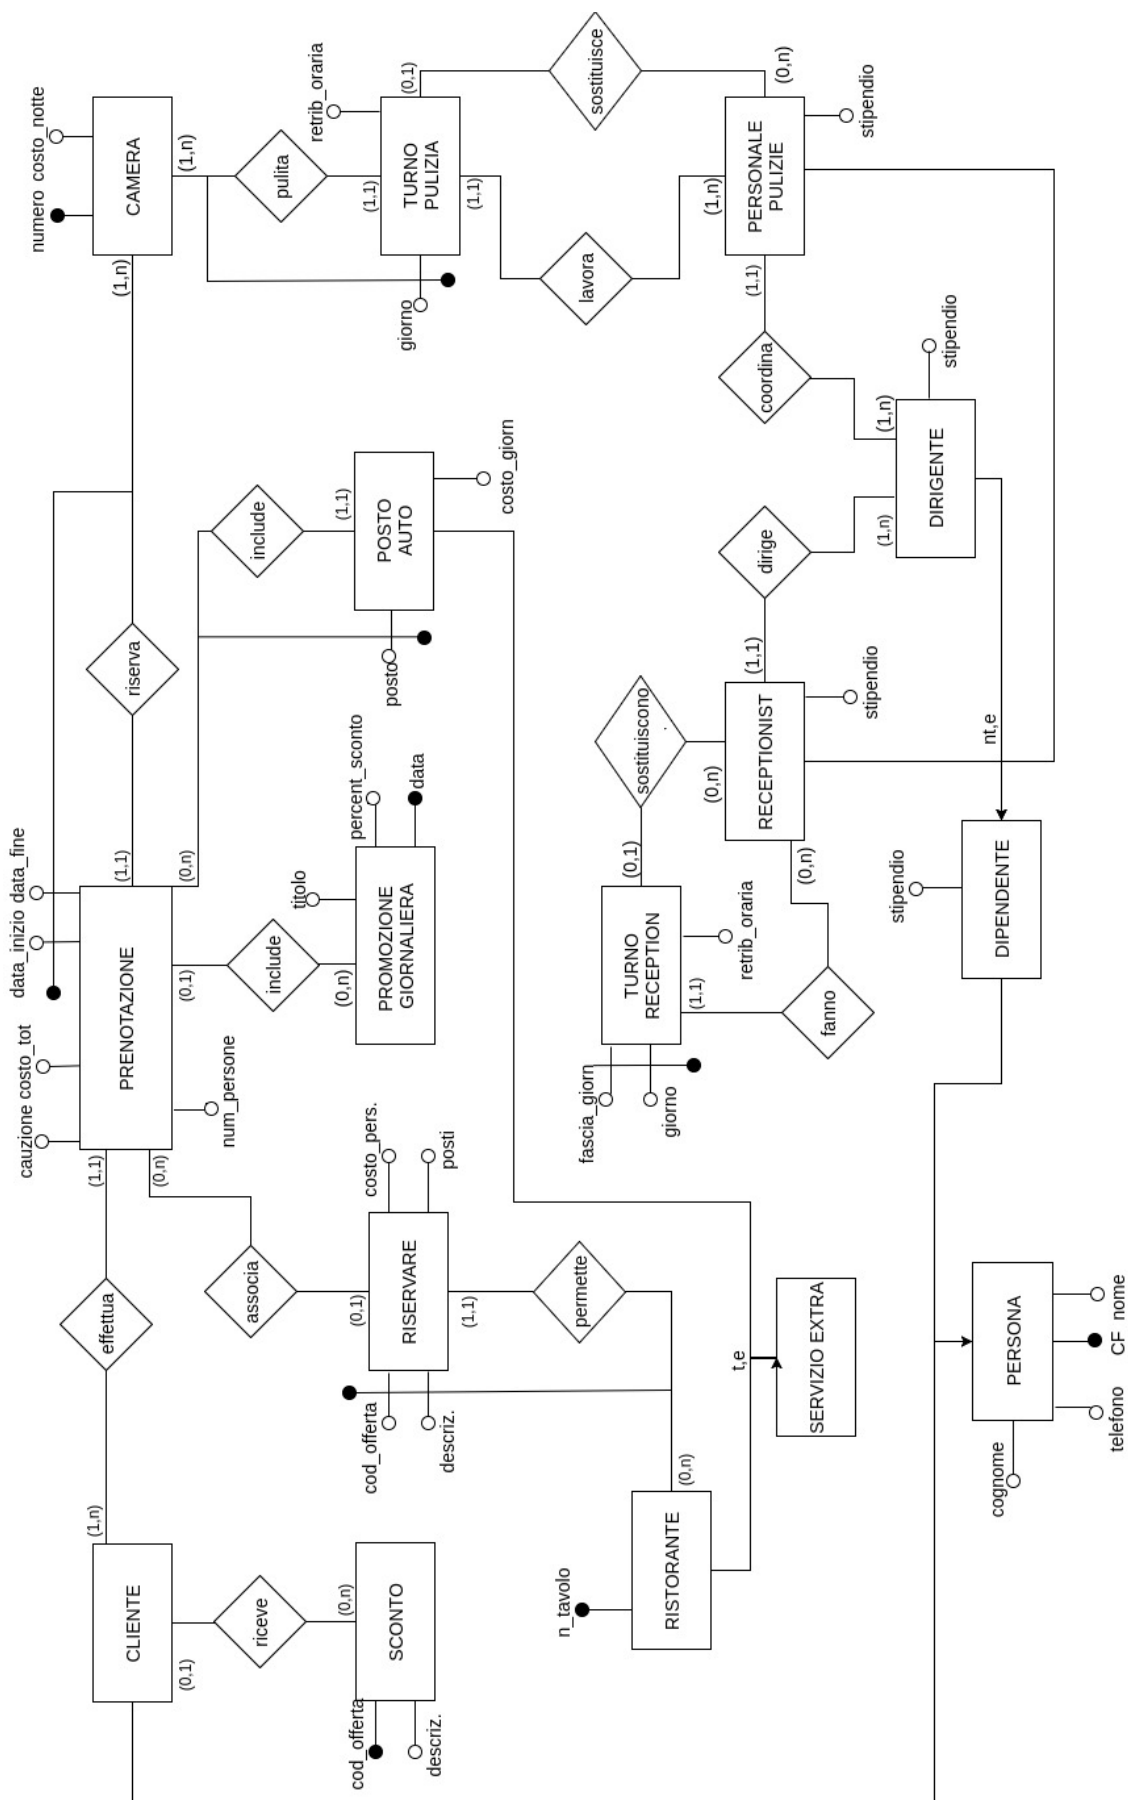 numero
costo_notte
CAMERA
(1,n)
(1,n)
pulita
retrib_oraria
TURNO
PULIZIA
(0,1)
(1,1)
(1,1)
giorno
sostituisce
(0,n)
PERSONALE
PULIZIE
stipendio
(1,n)
(1,1)
lavora
coordina
stipendio
DIRIGENTE
(1,n)
(1,n)
dirige
(1,1)
riserva
include
(1,1)
POSTO
AUTO
costo_giorn
posto
sostituiscono
(0,n)
RECEPTIONIST
stipendio
(0,n)
nt,e
data_inizio
data_fine
(1,1)
(0,n)
cauzione
costo_tot
PRENOTAZIONE
(0,1)
num_persone
(1,1)
(0,n)
include
titolo
percent_sconto
data
PROMOZIONE
GIORNALIERA
(0,n)
(0,1)
TURNO
RECEPTION
retrib_oraria
(1,1)
fascia_giorn
giorno
fanno
stipendio
DIPENDENTE
effettua
associa
costo_pers.
posti
RISERVARE
(0,1)
(1,1)
cod_offerta
descriz.
permette
t,e
SERVIZIO EXTRA
PERSONA
nome
CF
telefono
cognome
(1,n)
CLIENTE
(0,1)
riceve
(0,n)
SCONTO
cod_offerta
descriz.
(0,n)
RISTORANTE
n_tavolo